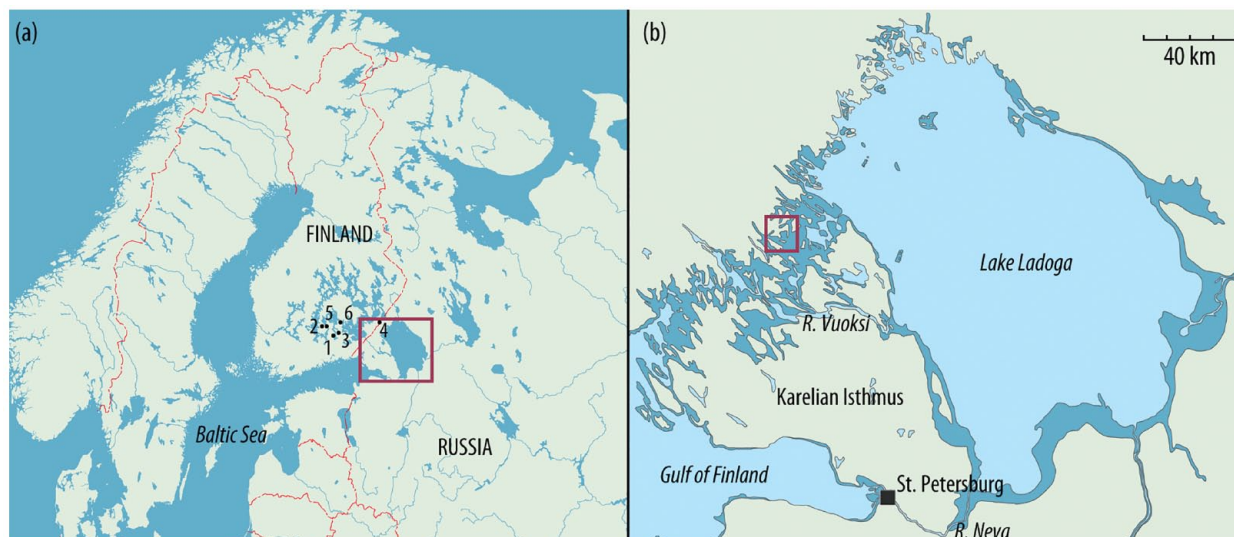 (a)
FINLAND
5 6
2 4
1 3
Baltic Sea
RUSSIA
(b)
40 km
Lake Ladoga
R. Vuoksi
Karelian Isthmus
Gulf of Finland
St. Petersburg
R. Neva